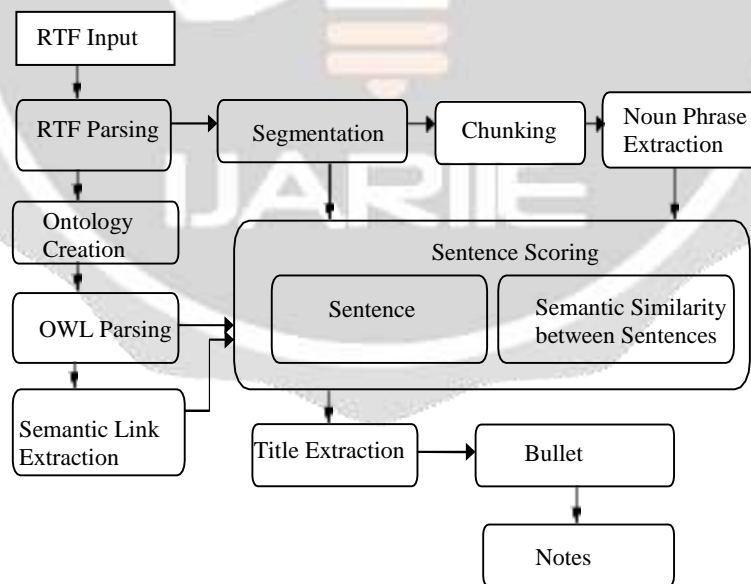 RTF Input
RTF Parsing
Segmentation
Chunking
Noun Phrase
Extraction
IJARIIE
Ontology
Creation
Sentence Scoring
OWL Parsing
Sentence
Semantic Similarity
between Sentences
Semantic Link
Extraction
Title Extraction
Bullet
Notes